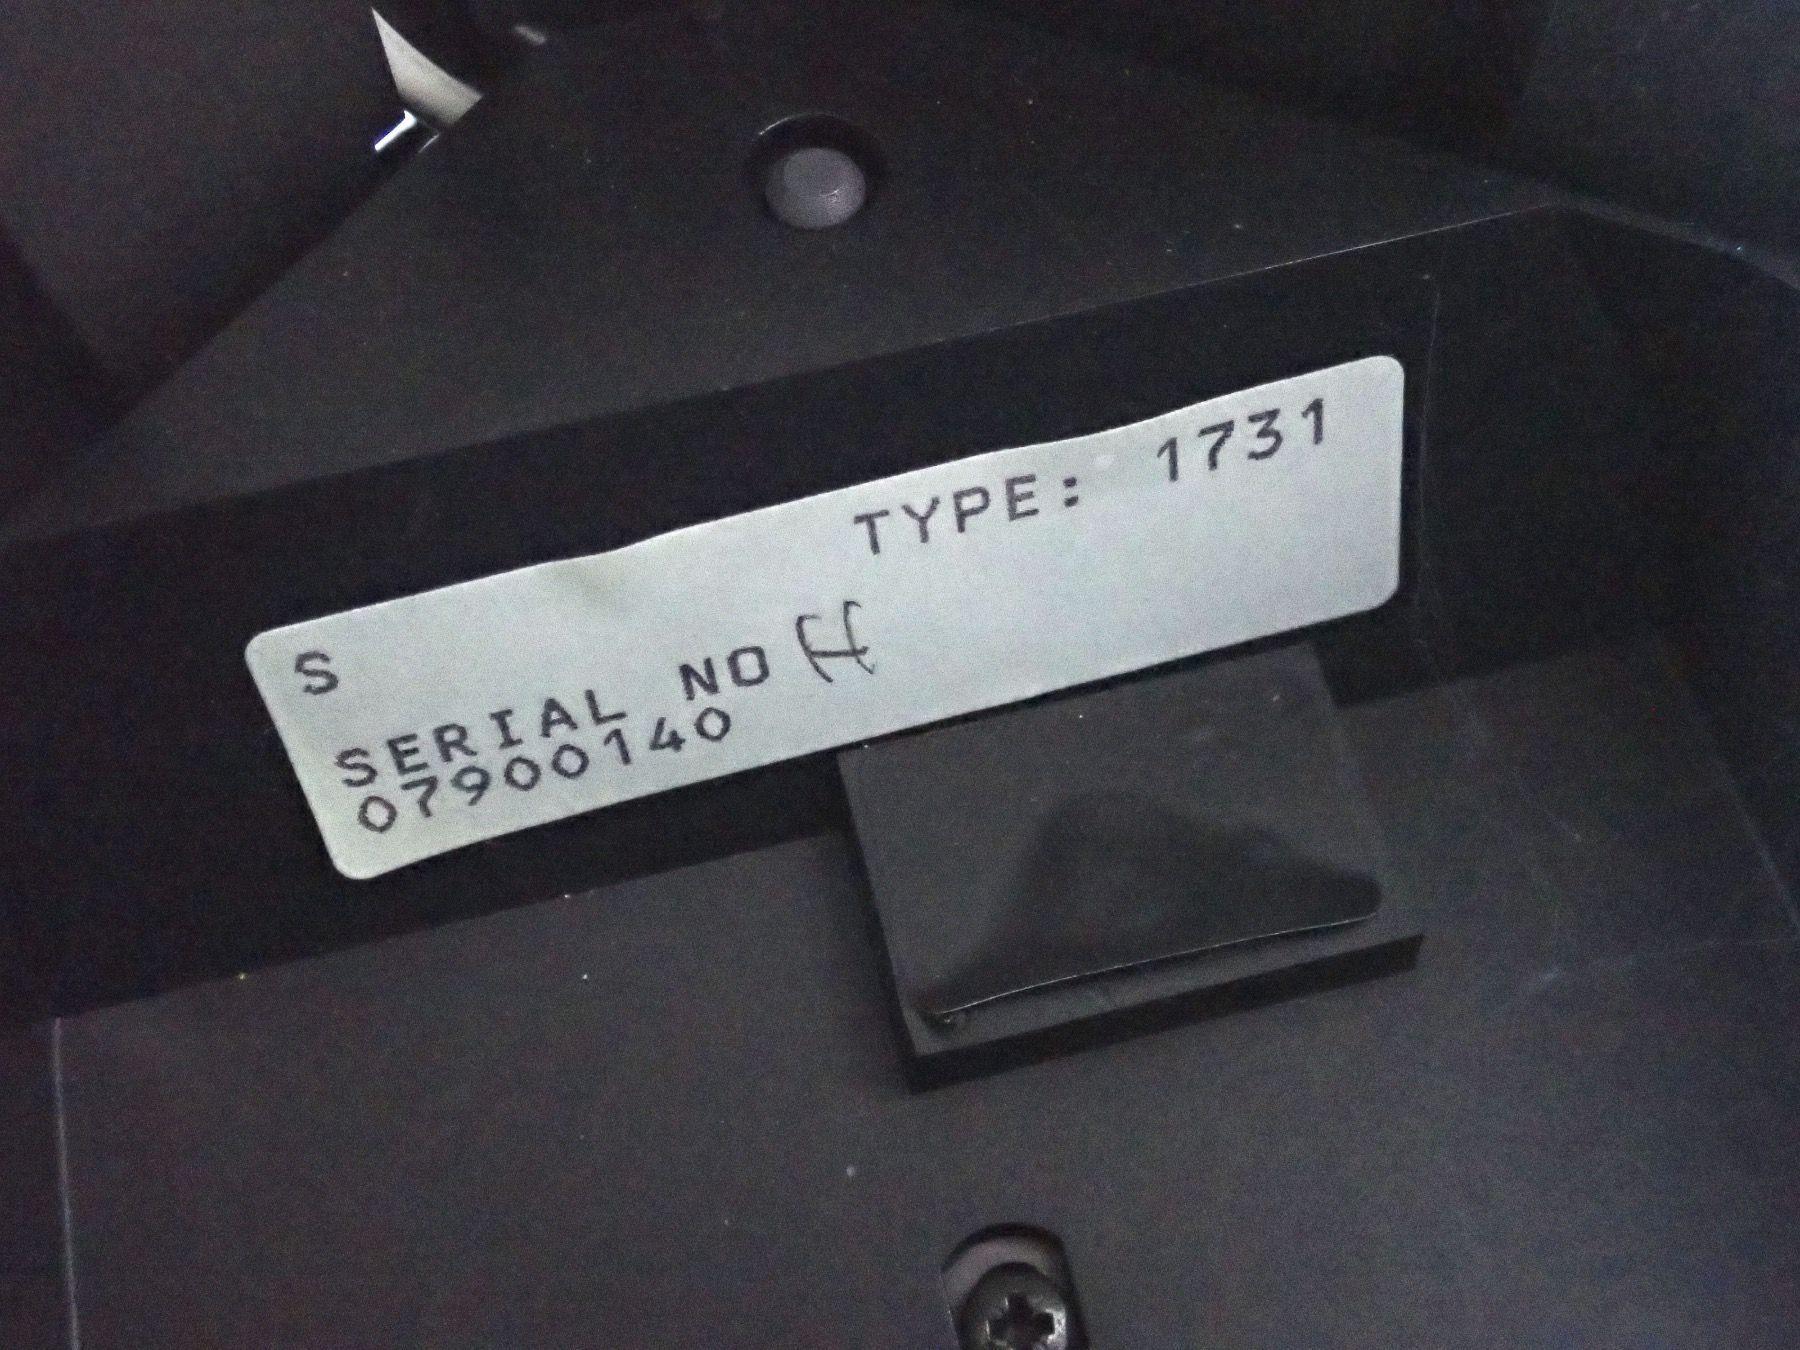 TYPE: 1731
S
SERIAL NO H
07900140